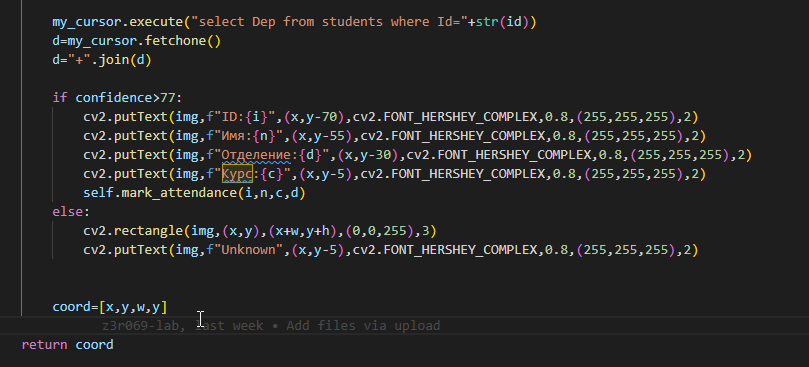 my_cursor.execute("select Dep from students where Id="+str(id))
d=my_cursor.fetchone()
d="+".join(d)
if confidence>77:
cv2.putText(img,f"ID:{i}",(x,y-70),cv2.FONT_HERSHEY_COMPLEX,0.8,(255,255,255),2)
cv2.putText(img,f"Имя:{n}",(x,y-55),cv2.FONT_HERSHEY_COMPLEX,0.8,(255,255,255),2)
cv2.putText(img,f"Отделение:{d}",(x,y-30),cv2.FONT_HERSHEY_COMPLEX,0.8,(255,255,255),2)
cv2.putText(img,f"Курс:{c}",(x,y-5),cv2.FONT_HERSHEY_COMPLEX,0.8,(255,255,255),2)
self.mark_attendance(i,n,c,d)
else:
cv2.rectangle(img,(x,y),(x+w,y+h),(0,0,255),3)
cv2.putText(img,f"Unknown",(x,y-5),cv2.FONT_HERSHEY_COMPLEX,0.8,(255,255,255),2)
coord=[x,y,w,y]
z3r069-lab, last week • Add files via upload
return coord